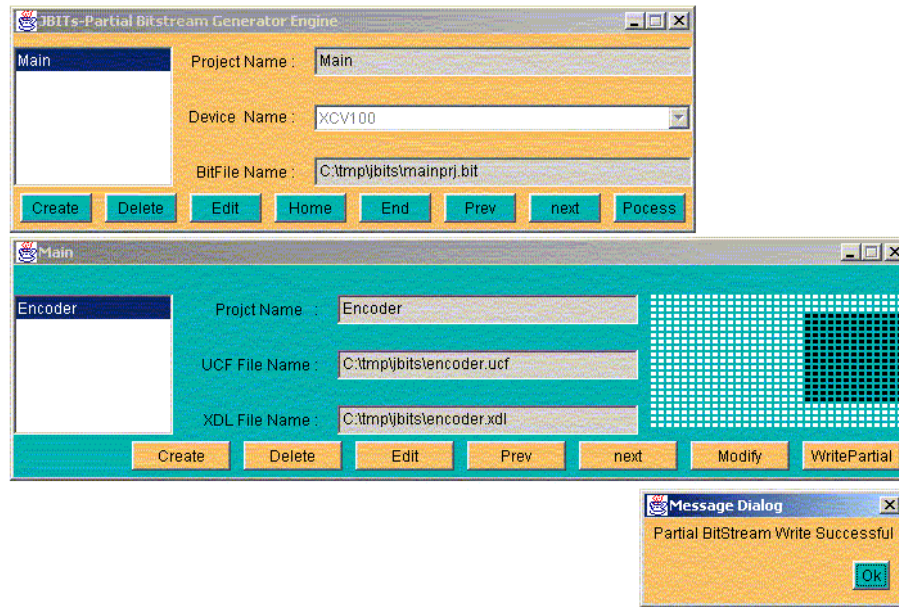 JBITs-Partial Bitstream Generator Engine
Main
Project Name : Main
Device Name : XCV100
BitFile Name : C:\tmp\jbits\mainprj.bit
Create Delete Edit Home End Prev next Pocess
Main
Encoder
Projct Name : Encoder
UCF File Name : C:\tmp\jbits\encoder.ucf
XDL File Name : C:\tmp\jbits\encoder.xdl
Create Delete Edit Prev next Modify WritePartial
Message Dialog
Partial BitStream Write Successful
Ok